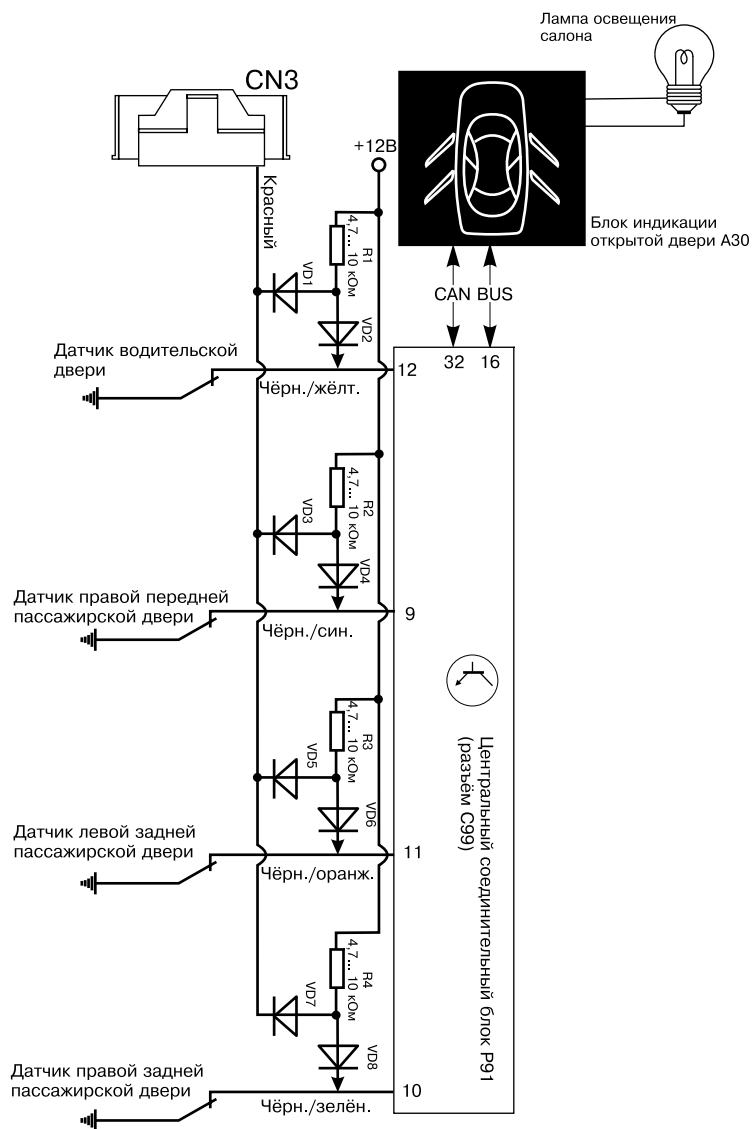 Лампа освещения
салона
CN3
+12В
Красный
Блок индикации
открытой двери А30
4,7...
10 кОм
R1
VD1
VD2
CAN BUS
32 16
Датчик водительской
двери
12
Чёрн./жёлт.
4,7...
10 кОм
R2
VD3
VD4
Датчик правой передней
пассажирской двери
9
Чёрн./син.
4,7...
10 кОм
R3
VD5
VD6
Центральный соединительный блок Р91
(разъём С99)
Датчик левой задней
пассажирской двери
11
Чёрн./оранж.
4,7...
10 кОм
R4
VD7
VD8
Датчик правой задней
пассажирской двери
10
Чёрн./зелён.